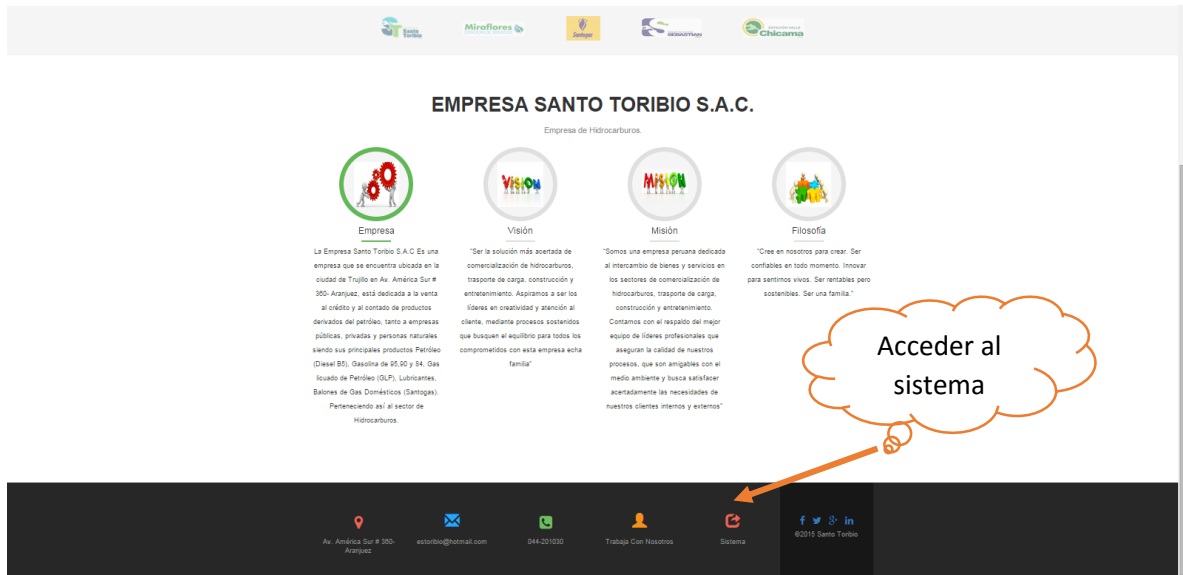 Santo
Toribio
Miraflores
Santogas
SEBASTIAN
Chicama
EMPRESA SANTO TORIBIO S.A.C.
Empresa de Hidrocarburos.
VISION
MISION
Empresa
Visión
Misión
Filosofía
La Empresa Santo Toribio S.A.C Es una
empresa que se encuentra ubicada en la
ciudad de Trujillo en Av. América Sur #
360- Aranjuez, está dedicada a la venta
al crédito y al contado de productos
derivados del petróleo, tanto a empresas
públicas, privadas y personas naturales
siendo sus principales productos Petróleo
(Diesel B5), Gasolina de 95,90 y 84, Gas
licuado de Petróleo (GLP), Lubricantes,
Balones de Gas Domésticos (Santogas).
Perteneciendo así al sector de
Hidrocarburos.
"Ser la solución más acertada de
comercialización de hidrocarburos,
trasporte de carga, construcción y
entretenimiento. Aspiramos a ser los
líderes en creatividad y atención al
cliente, mediante procesos sostenidos
que busquen el equilibrio para todos los
comprometidos con esta empresa echa
familia"
"Somos una empresa peruana dedicada
al intercambio de bienes y servicios en
los sectores de comercialización de
hidrocarburos, trasporte de carga,
construcción y entretenimiento.
Contamos con el respaldo del mejor
equipo de líderes profesionales que
aseguran la calidad de nuestros
procesos, que son amigables con el
medio ambiente y busca satisfacer
acertadamente las necesidades de
nuestros clientes internos y externos"
"Cree en nosotros para crear. Ser
confiables en todo momento. Innovar
para sentirnos vivos. Ser rentables pero
sostenibles. Ser una familia."
Acceder al
sistema
Av. América Sur # 360-
Aranjuez
estoribio@hotmail.com
044-201030
Trabaja Con Nosotros
Sistema
©2015 Santo Toribio